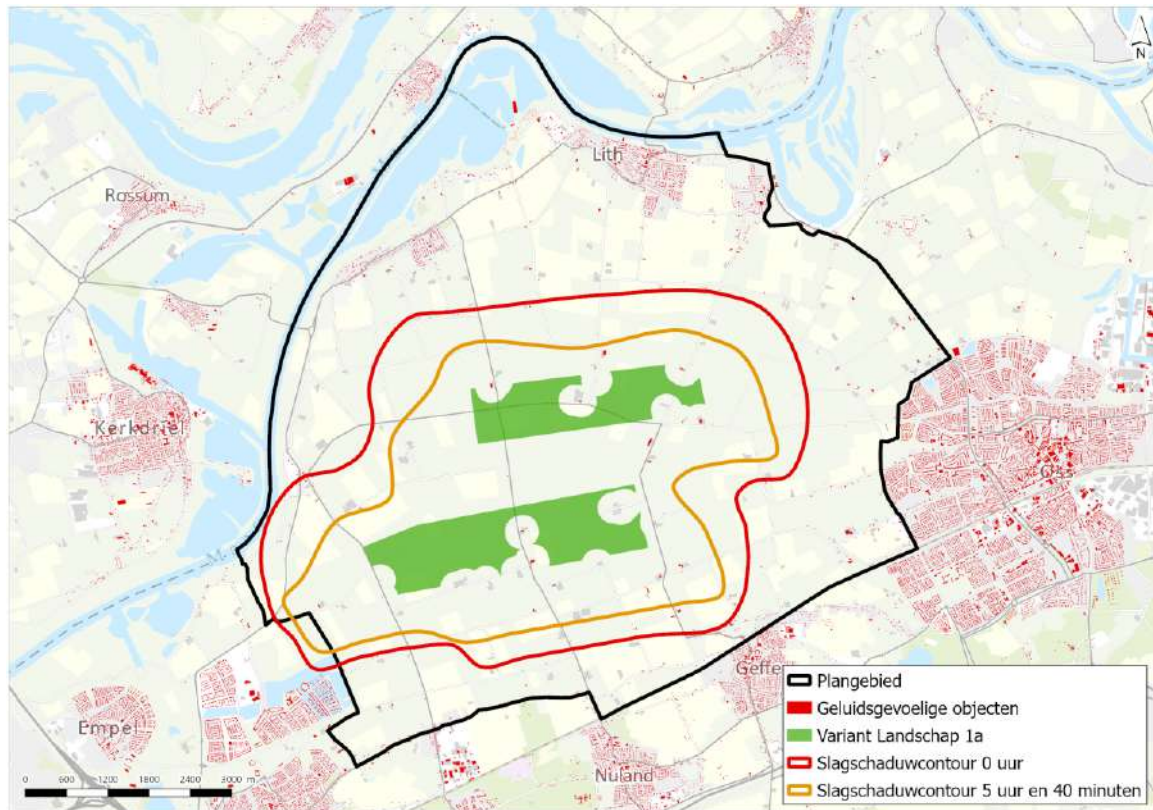 N
Lith
Rossum
Kerkdriel
Oss
M
Geffen
Empel
Nuland
Plangebied
Geluidsgevoelige objecten
Variant Landschap 1a
Slagschaduwcontour 0 uur
Slagschaduwcontour 5 uur en 40 minuten
0 600 1200 1800 2400 3000 m